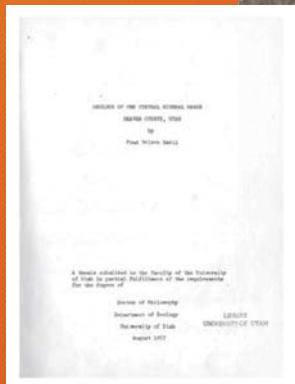 GEOLOGY OF THE CENTRAL MINERAL RANGE
BEAVER COUNTY, UTAH
by
A thesis submitted to the faculty of the University
of Utah in partial fulfillment of the requirements
for the degree of
Doctor of Philosophy
Department of Geology
University of Utah
August 1957
LIBRARY
UNIVERSITY OF UTAH